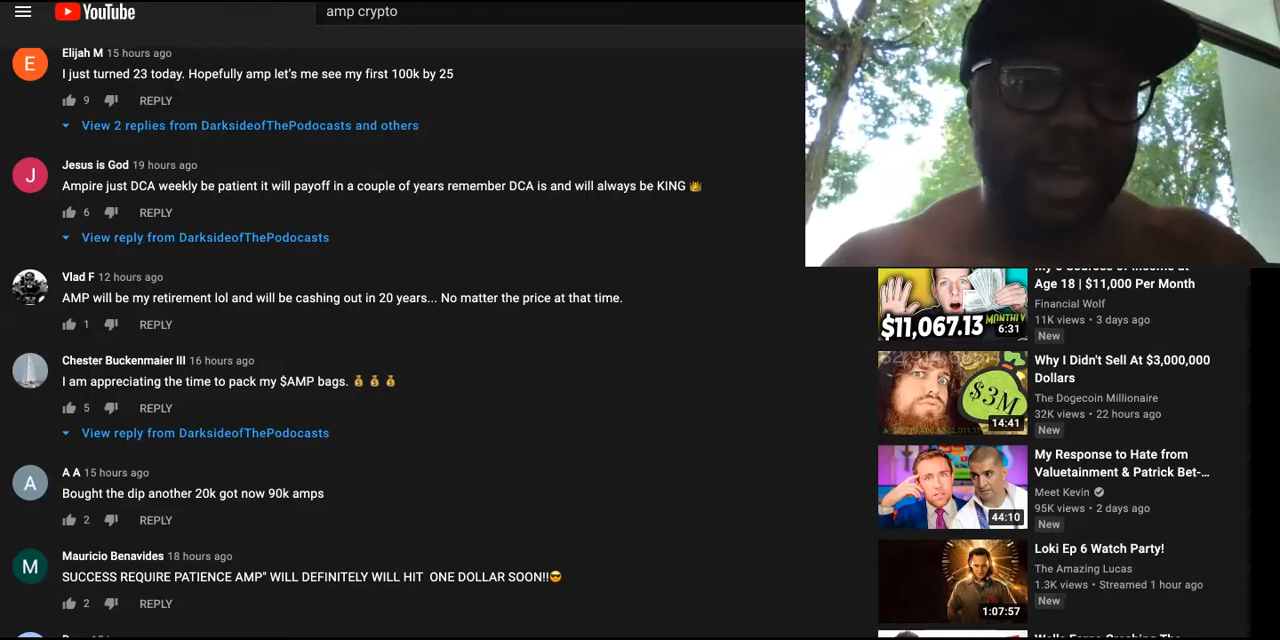 YouTube
amp crypto
E
Elijah M 15 hours ago
I just turned 23 today. Hopefully amp let's me see my first 100k by 25
9 REPLY
View 2 replies from DarksideofThePodocasts and others
J
Jesus is God 19 hours ago
Ampire just DCA weekly be patient it will payoff in a couple of years remember DCA is and will always be KING 👑
6 REPLY
View reply from DarksideofThePodocasts
Vlad F 12 hours ago
AMP will be my retirement lol and will be cashing out in 20 years... No matter the price at that time.
1 REPLY
Chester Buckenmaier III 16 hours ago
I am appreciating the time to pack my $AMP bags. 💰 💰 💰
5 REPLY
View reply from DarksideofThePodocasts
A
A A 15 hours ago
Bought the dip another 20k got now 90k amps
2 REPLY
M
Mauricio Benavides 18 hours ago
SUCCESS REQUIRE PATIENCE AMP" WILL DEFINITELY WILL HIT ONE DOLLAR SOON!!😎
2 REPLY
Age 18 | $11,000 Per Month
Financial Wolf
11K views • 3 days ago
New
$11,067.13 MONTHLY
6:31
Why I Didn't Sell At $3,000,000
Dollars
The Dogecoin Millionaire
32K views • 22 hours ago
New
$3M
14:41
My Response to Hate from
Valuetainment & Patrick Bet-...
Meet Kevin
95K views • 2 days ago
New
44:10
Loki Ep 6 Watch Party!
The Amazing Lucas
1.3K views • Streamed 1 hour ago
New
1:07:57